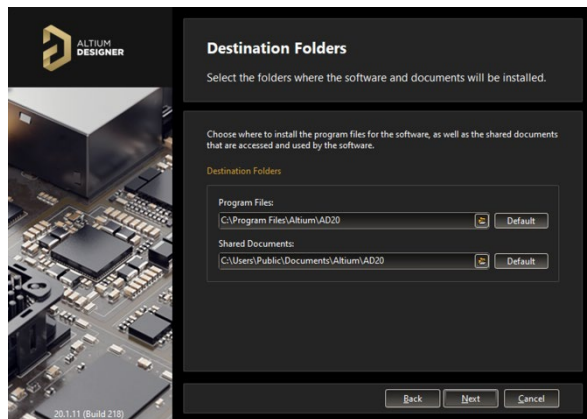 ALTIUM
DESIGNER
Destination Folders
Select the folders where the software and documents will be installed.
Choose where to install the program files for the software, as well as the shared documents
that are accessed and used by the software.
Destination Folders
Program Files:
C:\Program Files\Altium\AD20
Default
Shared Documents:
C:\Users\Public\Documents\Altium\AD20
Default
20.1.11 (Build 218)
Back Next Cancel